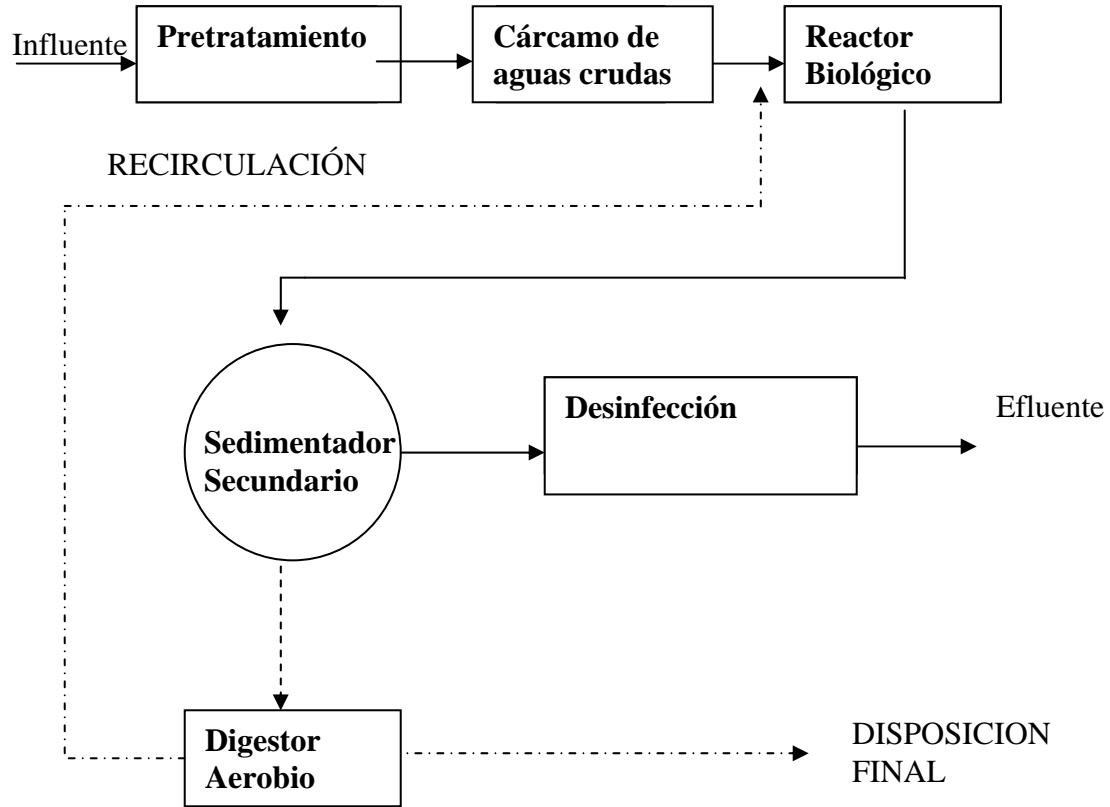 Influente
Pretratamiento
Cárcamo de
aguas crudas
Reactor
Biológico
RECIRCULACIÓN
Sedimentador
Secundario
Desinfección
Efluente
Digestor
Aerobio
DISPOSICION
FINAL